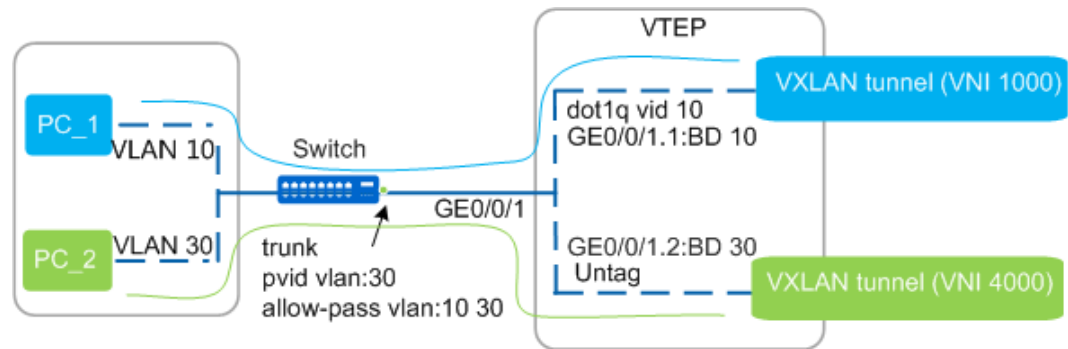 VTEP
VXLAN tunnel (VNI 1000)
PC_1
VLAN 10
dot1q vid 10
GE0/0/1.1:BD 10
Switch
GE0/0/1
PC_2
VLAN 30
trunk
pvid vlan:30
allow-pass vlan:10 30
GE0/0/1.2:BD 30
Untag
VXLAN tunnel (VNI 4000)